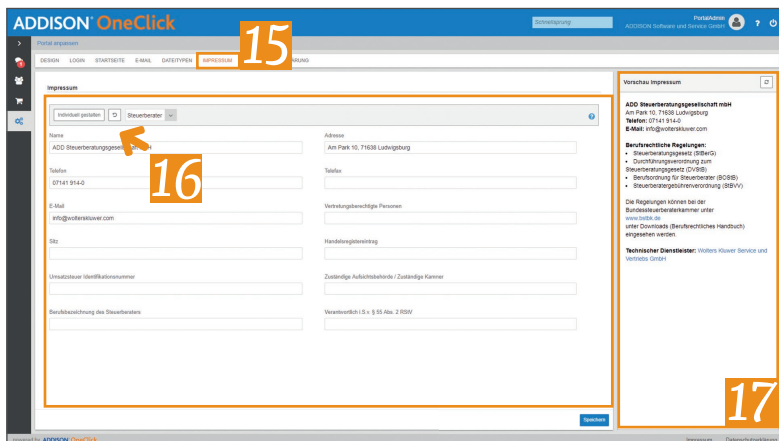 ADDISON OneClick
Schnellsprung
PortalAdmin
ADDISON Software und Service GmbH
?
Portal anpassen
DESIGN LOGIN STARTSEITE E-MAIL DATEITYPEN IMPRESSUM
15
Impressum
Individuell gestalten Steuerberater
?
16
Name
ADD Steuerberatungsgesellschaft
Adresse
Am Park 10, 71638 Ludwigsburg
Telefon
07141 914-0
Telefax
E-Mail
info@wolterskluwer.com
Vertretungsberechtigte Personen
Sitz
Handelsregistereintrag
Umsatzsteuer Identifikationsnummer
Zuständige Aufsichtsbehörde / Zuständige Kammer
Berufsbezeichnung des Steuerberaters
Verantwortlich i.S.v. § 55 Abs. 2 RStV
Speichern
Vorschau Impressum
ADD Steuerberatungsgesellschaft mbH
Am Park 10, 71638 Ludwigsburg
Telefon: 07141 914-0
E-Mail: info@wolterskluwer.com
Berufsrechtliche Regelungen:
• Steuerberatungsgesetz (StBerG)
• Durchführungsverordnung zum
Steuerberatungsgesetz (DVStB)
• Berufsordnung für Steuerberater (BOStB)
• Steuerberatergebührenverordnung (StBVV)
Die Regelungen können bei der
Bundessteuerberaterkammer unter
www.bstbk.de
unter Downloads (Berufsrechtliches Handbuch)
eingesehen werden.
Technischer Dienstleister: Wolters Kluwer Service und
Vertriebs GmbH
17
powered by ADDISON OneClick
Impressum Datenschutzerklärung